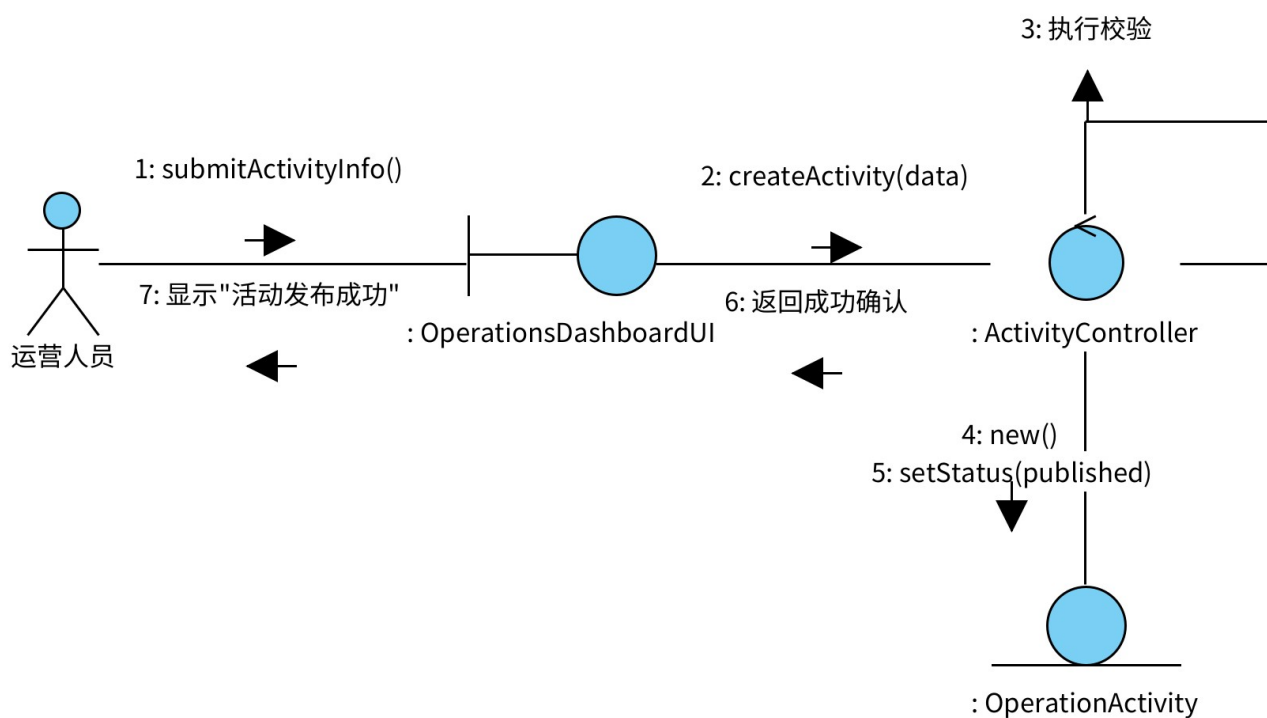 3: 执行校验
1: submitActivityInfo()
2: createActivity(data)
7: 显示"活动发布成功"
6: 返回成功确认
: OperationsDashboardUI
: ActivityController
运营人员
4: new()
5: setStatus(published)
: OperationActivity